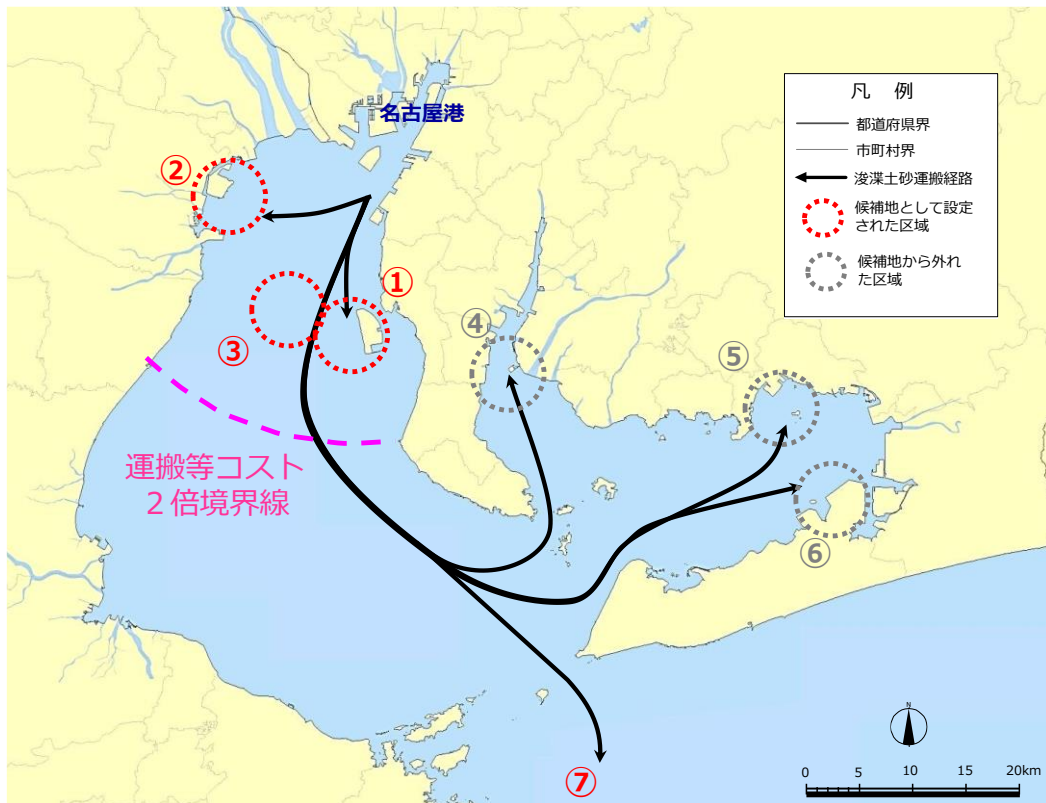 名古屋港
凡 例
都道府県界
市町村界
浚渫土砂運搬経路
候補地として設定
された区域
候補地から外れ
た区域
②
①
③
④
⑤
⑥
⑦
運搬等コスト
２倍境界線
N
0 5 10 15 20km